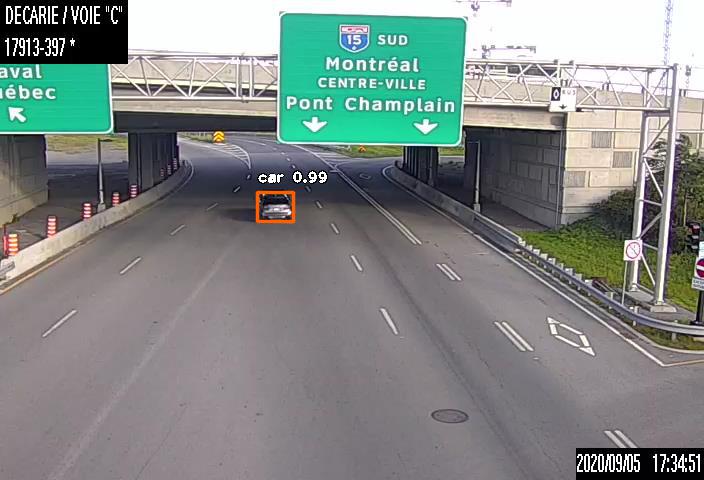 DECARIE / VOIE "C"
17913-397 *
aval
uébec
15 SUD
Montréal
CENTRE-VILLE
Pont Champlain
BUS
car 0.99
2020/09/05 17:34:51